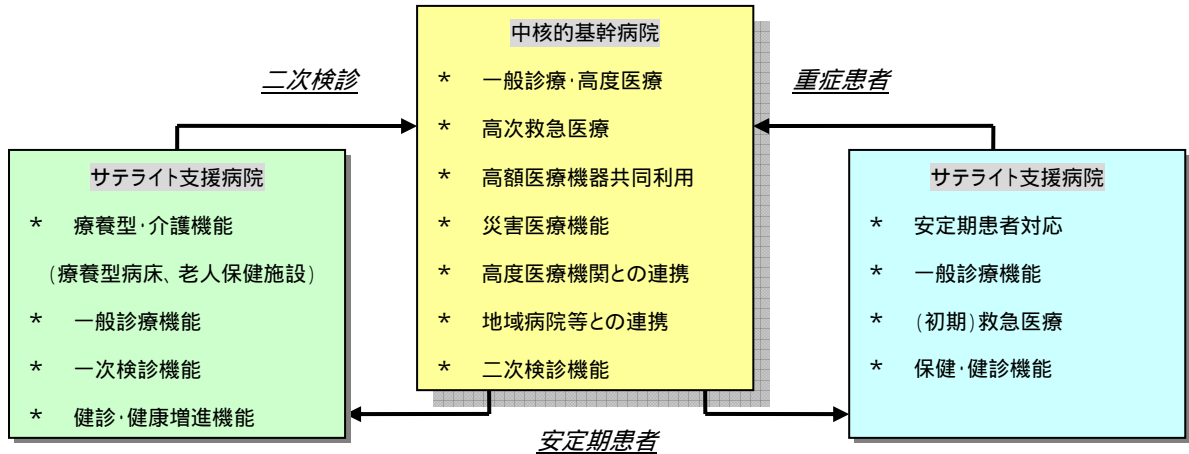 中核的基幹病院
* 一般診療・高度医療
* 高次救急医療
* 高額医療機器共同利用
* 災害医療機能
* 高度医療機関との連携
* 地域病院等との連携
* 二次検診機能
二次検診
重症患者
サテライト支援病院
* 療養型・介護機能
(療養型病床、老人保健施設)
* 一般診療機能
* 一次検診機能
* 健診・健康増進機能
サテライト支援病院
* 安定期患者対応
* 一般診療機能
* (初期)救急医療
* 保健・健診機能
安定期患者